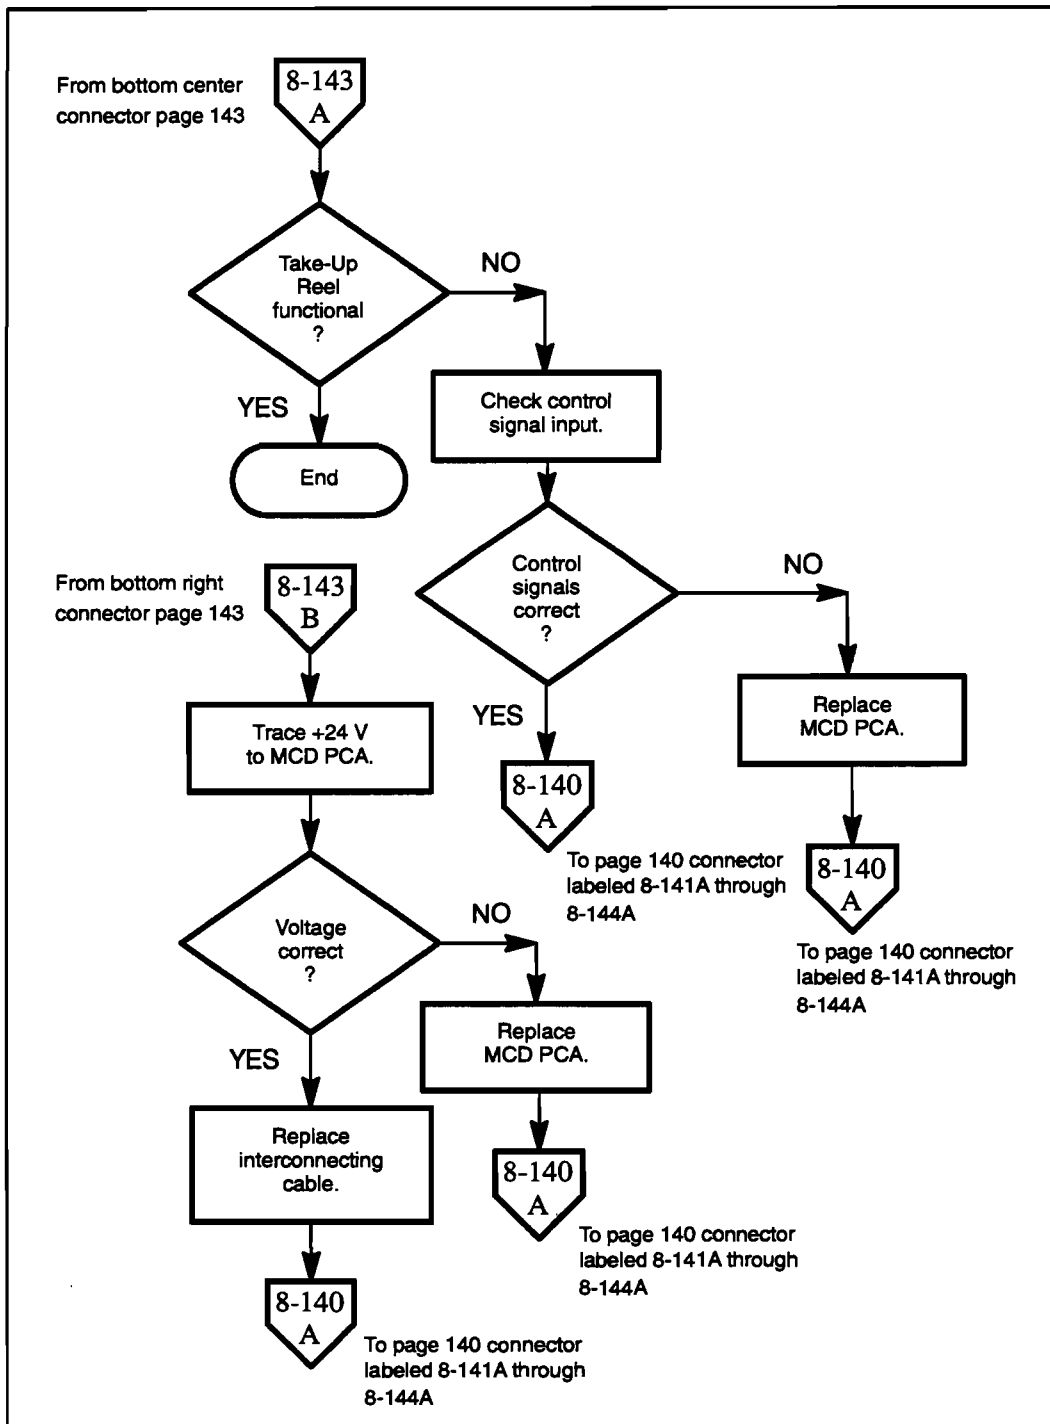 From bottom center
connector page 143
8-143
A
Take-Up
Reel
functional
?
NO
YES
End
Check control
signal input.
Control
signals
correct
?
NO
YES
Replace
MCD PCA.
8-140
A
To page 140 connector
labeled 8-141A through
8-144A
8-140
A
To page 140 connector
labeled 8-141A through
8-144A
From bottom right
connector page 143
8-143
B
Trace +24 V
to MCD PCA.
Voltage
correct
?
NO
YES
Replace
MCD PCA.
8-140
A
To page 140 connector
labeled 8-141A through
8-144A
Replace
interconnecting
cable.
8-140
A
To page 140 connector
labeled 8-141A through
8-144A